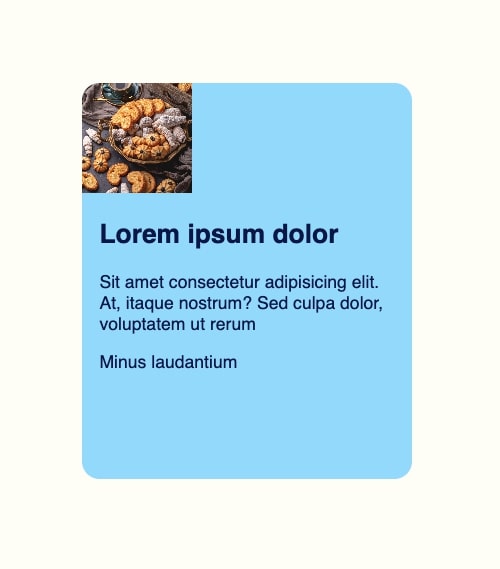 Lorem ipsum dolor
Sit amet consectetur adipisicing elit.
At, itaque nostrum? Sed culpa dolor,
voluptatem ut rerum
Minus laudantium